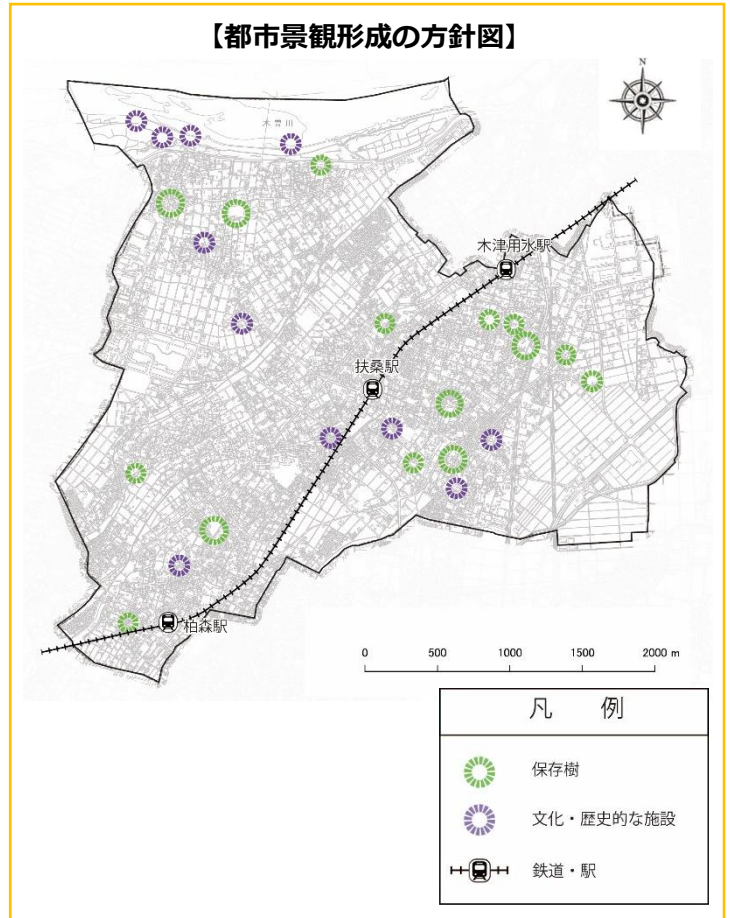 【都市景観形成の方針図】
N
木曽川
木津用水駅
扶桑駅
柏森駅
0 500 1000 1500 2000 m
凡 例
保存樹
文化・歴史的な施設
鉄道・駅